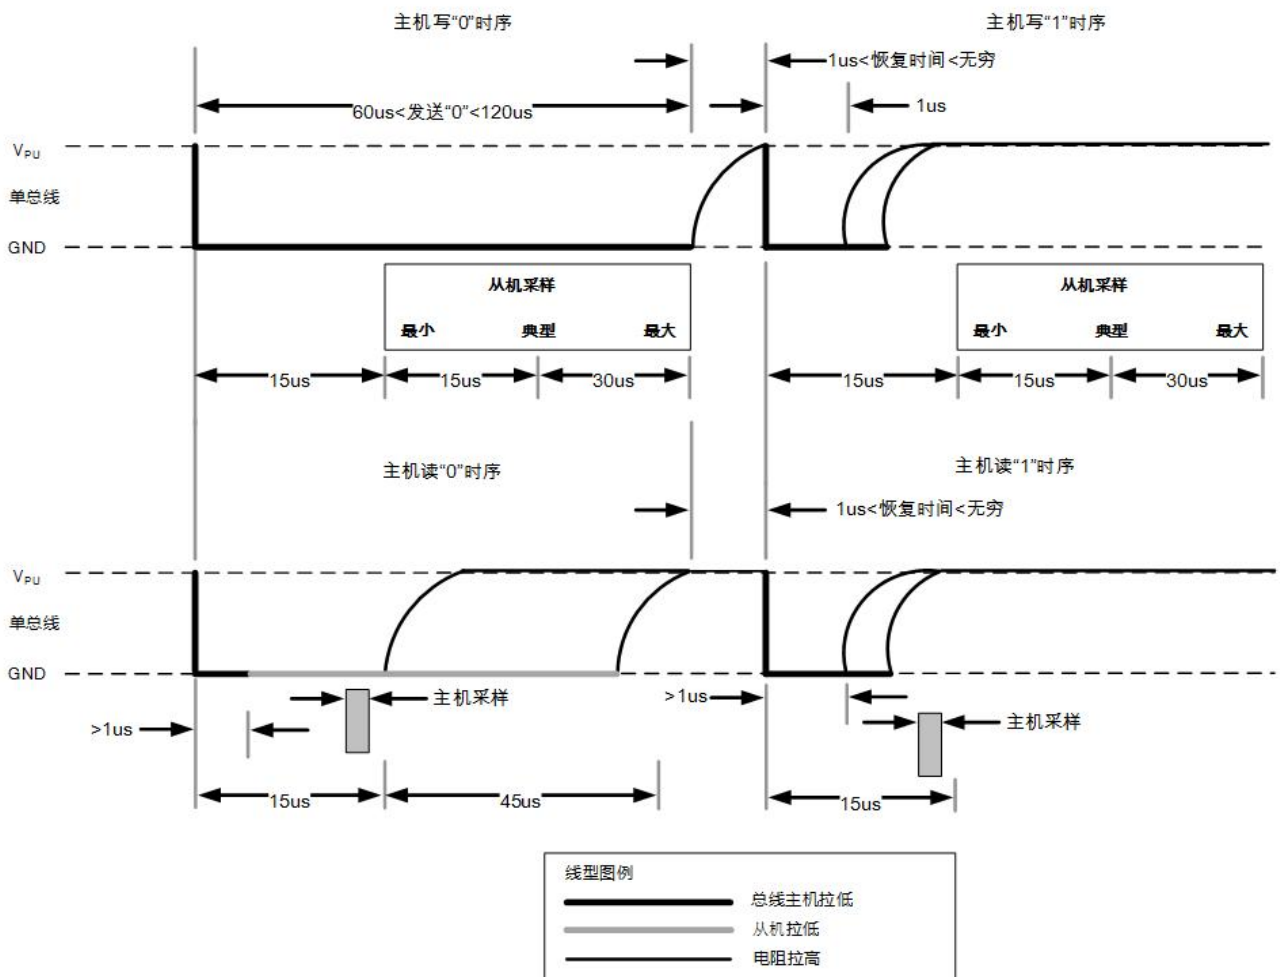 主机写“0”时序
主机写“1”时序
1us<恢复时间<无穷
60us<发送“0”<120us
1us
VPU
单总线
GND
从机采样
最小 典型 最大
从机采样
最小 典型 最大
15us 15us 30us
15us 15us 30us
主机读“0”时序
主机读“1”时序
1us<恢复时间<无穷
VPU
单总线
GND
主机采样
>1us
>1us
主机采样
15us 45us
15us
线型图例
总线主机拉低
从机拉低
电阻拉高